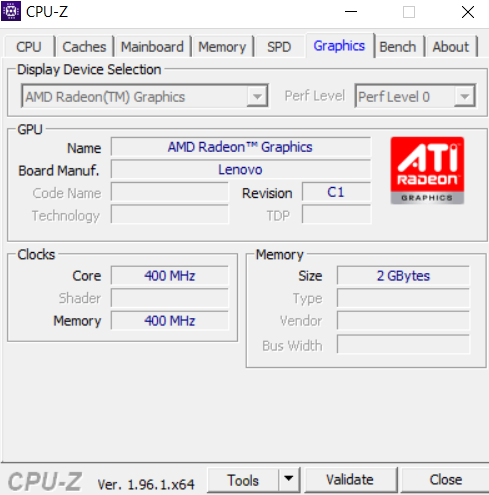 CPU-Z
CPU Caches Mainboard Memory SPD Graphics Bench About
Display Device Selection
AMD Radeon(TM) Graphics Perf Level Perf Level 0
GPU
Name AMD Radeon™ Graphics
Board Manuf. Lenovo
Code Name Revision C1
Technology TDP
ATI
RADEON
GRAPHICS
Clocks
Core 400 MHz
Shader
Memory 400 MHz
Memory
Size 2 GBytes
Type
Vendor
Bus Width
CPU-Z Ver. 1.96.1.x64 Tools Validate Close